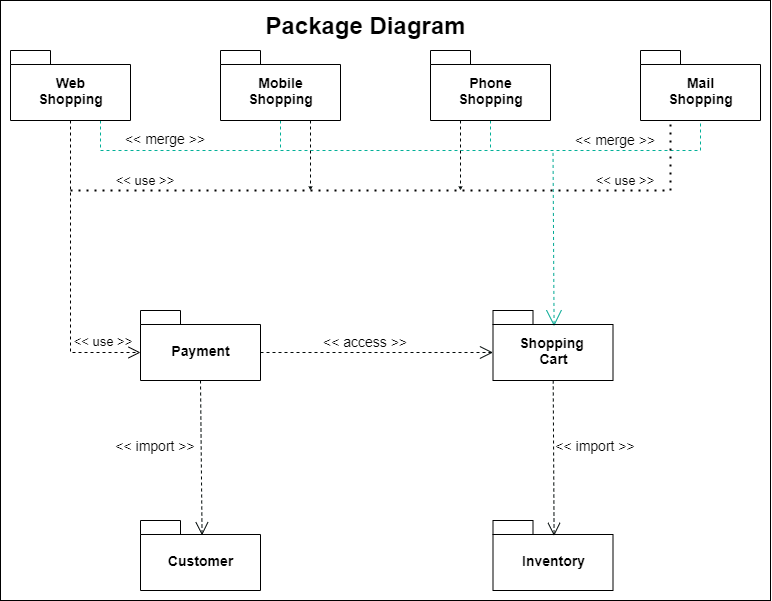 Package Diagram
Web
Shopping
Mobile
Shopping
Phone
Shopping
Mail
Shopping
<< merge >>
<< merge >>
<< use >>
<< use >>
<< use >>
Payment
<< access >>
Shopping
Cart
<< import >>
<< import >>
Customer
Inventory